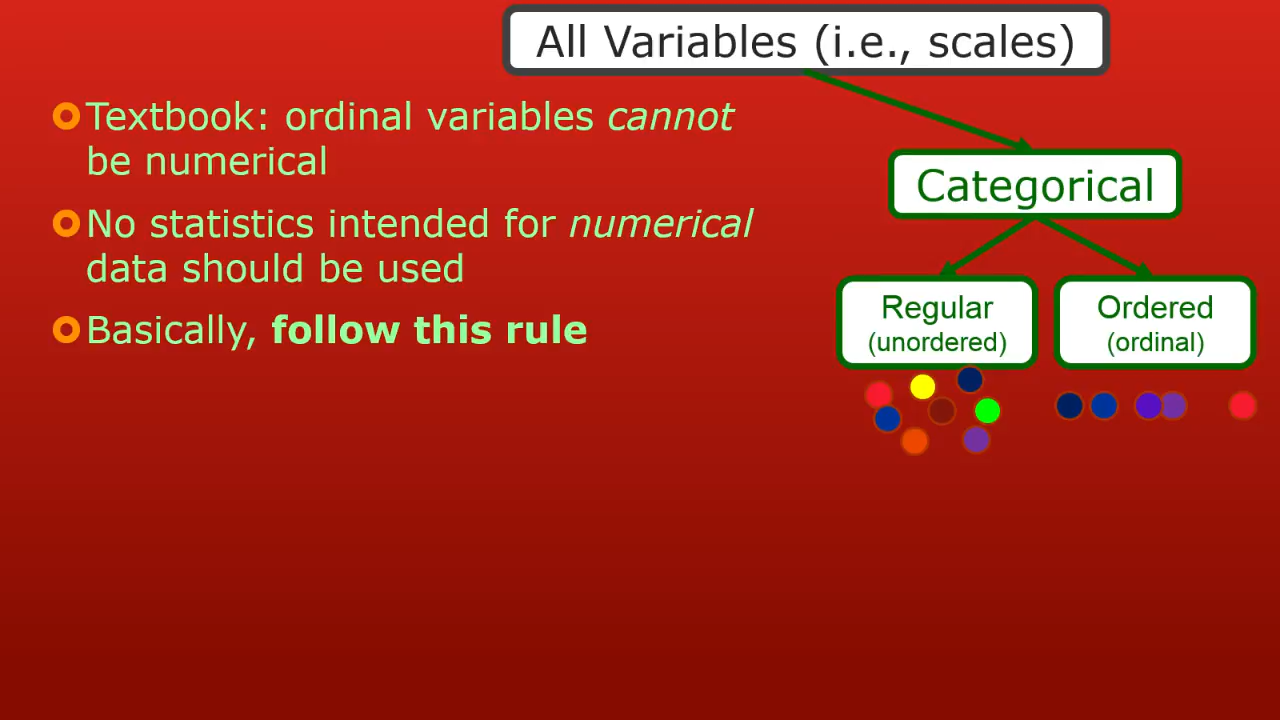 All Variables (i.e., scales)
Textbook: ordinal variables cannot
be numerical
No statistics intended for numerical
data should be used
Basically, follow this rule
Categorical
Regular
(unordered)
Ordered
(ordinal)